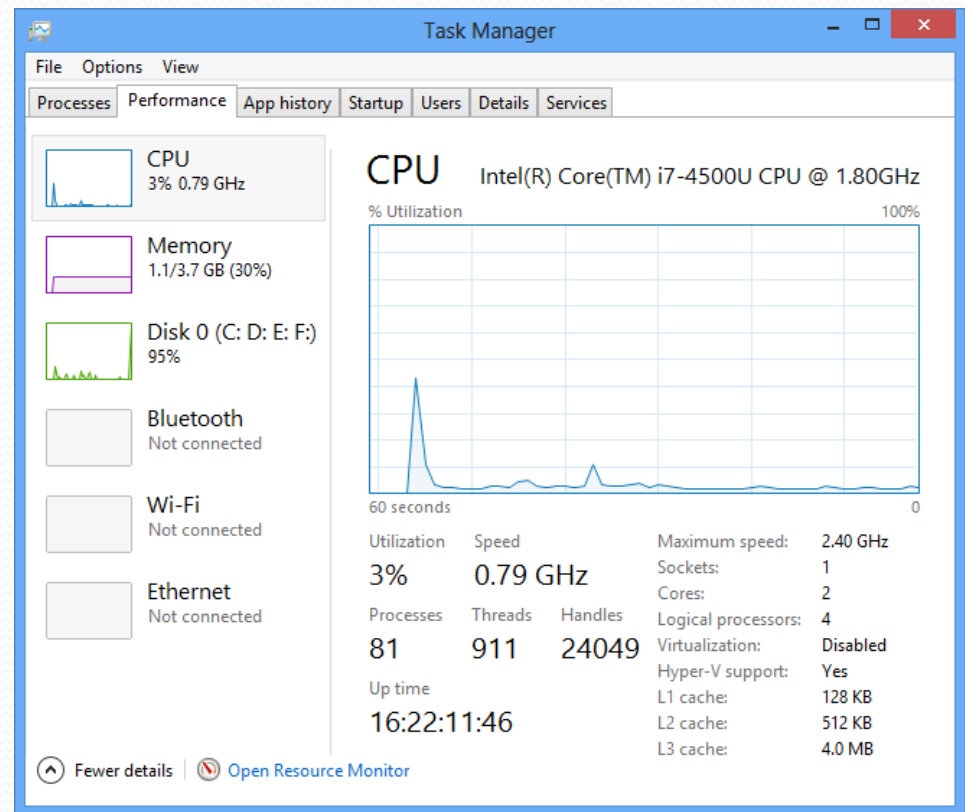 Task Manager
File Options View
Processes Performance App history Startup Users Details Services
CPU
3% 0.79 GHz
Memory
1.1/3.7 GB (30%)
Disk 0 (C: D: E: F:)
95%
Bluetooth
Not connected
Wi-Fi
Not connected
Ethernet
Not connected
CPU Intel(R) Core(TM) i7-4500U CPU @ 1.80GHz
% Utilization 100%
60 seconds 0
Utilization Speed
3% 0.79 GHz
Processes Threads Handles
81 911 24049
Up time
16:22:11:46
Maximum speed: 2.40 GHz
Sockets: 1
Cores: 2
Logical processors: 4
Virtualization: Disabled
Hyper-V support: Yes
L1 cache: 128 KB
L2 cache: 512 KB
L3 cache: 4.0 MB
Fewer details Open Resource Monitor